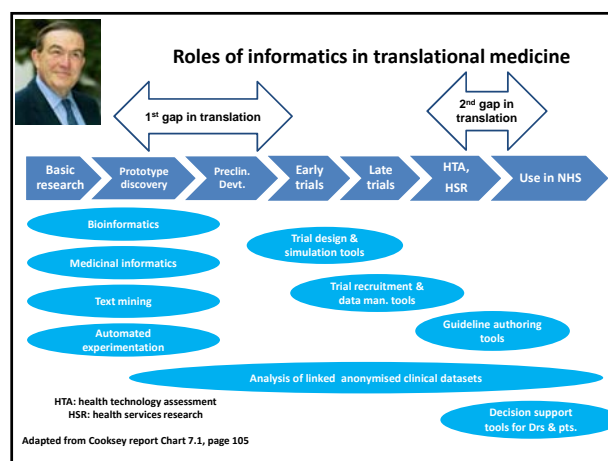 Roles of informatics in translational medicine
1st gap in translation
2nd gap in
translation
Basic
research
Prototype
discovery
Preclin.
Devt.
Early
trials
Late
trials
HTA,
HSR
Use in NHS
Bioinformatics
Medicinal informatics
Text mining
Automated
experimentation
Trial design &
simulation tools
Trial recruitment &
data man. tools
Guideline authoring
tools
Analysis of linked anonymised clinical datasets
Decision support
tools for Drs & pts.
HTA: health technology assessment
HSR: health services research
Adapted from Cooksey report Chart 7.1, page 105